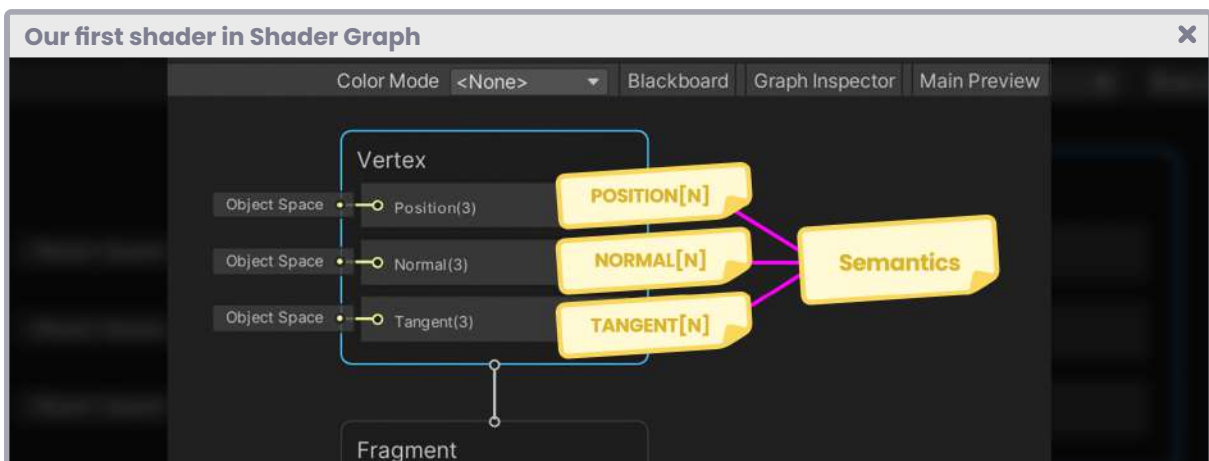 Our first shader in Shader Graph
Color Mode <None> Blackboard Graph Inspector Main Preview
Vertex
Object Space Position(3) POSITION[N]
Object Space Normal(3) NORMAL[N] Semantics
Object Space Tangent(3) TANGENT[N]
Fragment